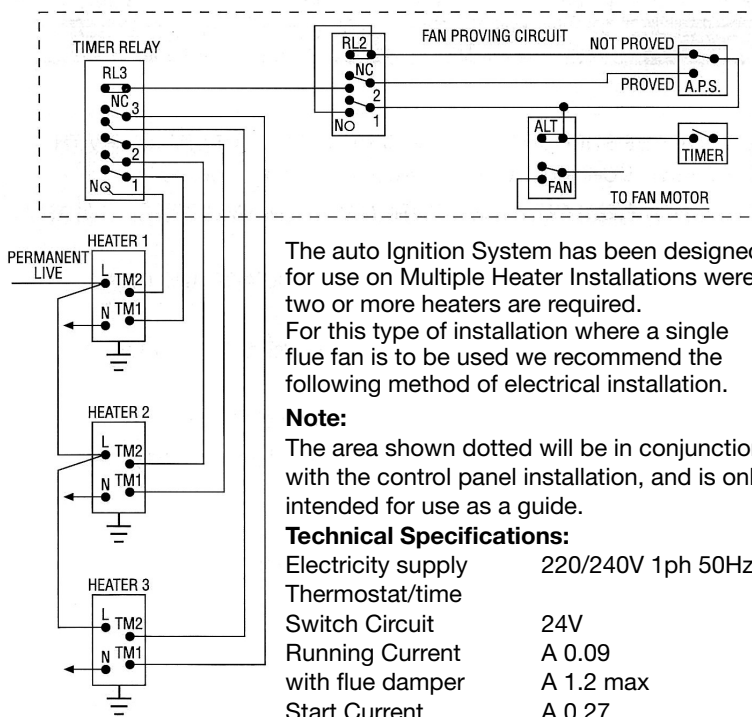 TIMER RELAY
RL3
NC
3
2
NO
1
RL2
NC
2
NO
1
FAN PROVING CIRCUIT
NOT PROVED
PROVED
A.P.S.
ALT
FAN
TIMER
TO FAN MOTOR
PERMANENT
LIVE
HEATER 1
L
TM2
N
TM1
HEATER 2
L
TM2
N
TM1
HEATER 3
L
TM2
N
TM1
The auto Ignition System has been designed
for use on Multiple Heater Installations were
two or more heaters are required.
For this type of installation where a single
flue fan is to be used we recommend the
following method of electrical installation.
Note:
The area shown dotted will be in conjunction
with the control panel installation, and is
intended for use as a guide.
Technical Specifications:
Electricity supply 220/240V 1ph 50Hz
Thermostat/time
Switch Circuit 24V
Running Current A 0.09
with flue damper A 1.2 max
Start Current A 0.27